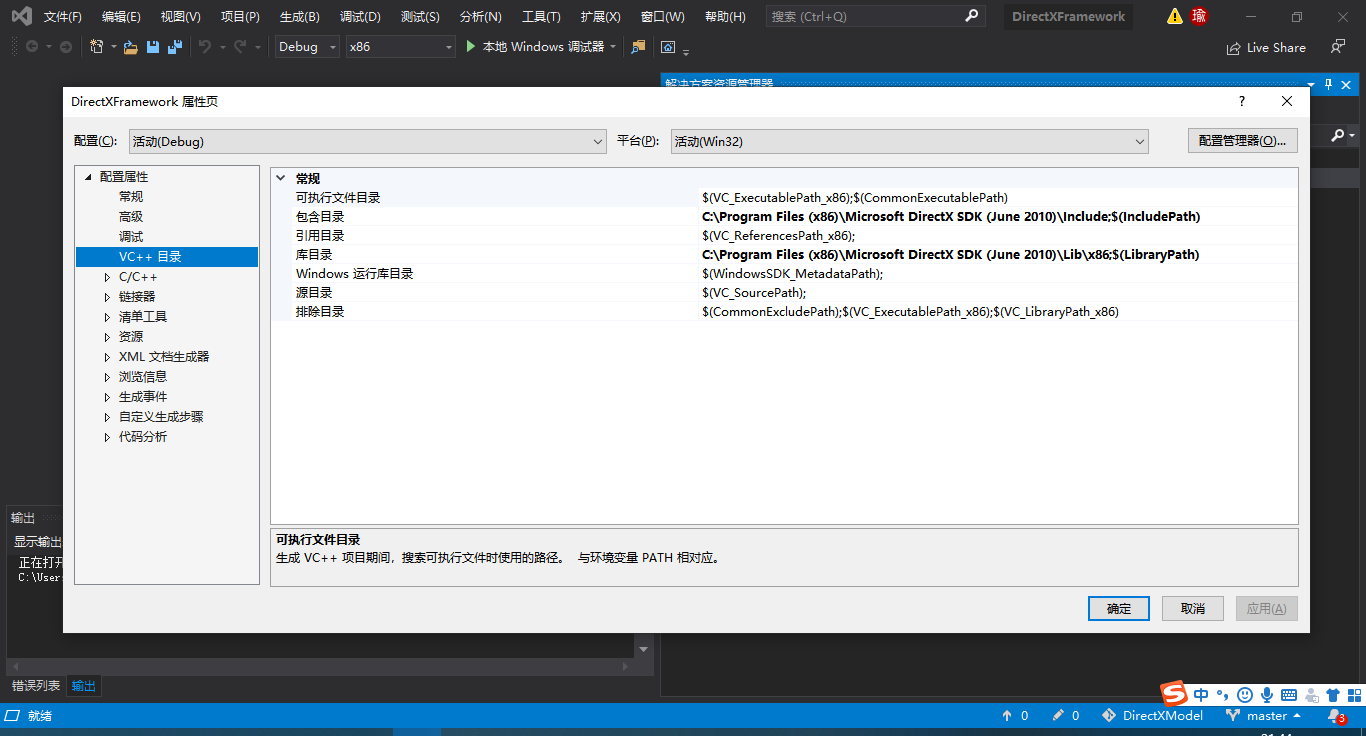 文件(F) 编辑(E) 视图(V) 项目(P) 生成(B) 调试(D) 测试(S) 分析(N) 工具(T) 扩展(X) 窗口(W) 帮助(H) 搜索 (Ctrl+Q) DirectXFramework 瑜
Debug x86 本地 Windows 调试器 Live Share
解决方案资源管理器
DirectXFramework 属性页 ?
配置(C): 活动(Debug) 平台(P): 活动(Win32) 配置管理器(O)...
配置属性
常规
高级
调试
VC++ 目录
C/C++
链接器
清单工具
资源
XML 文档生成器
浏览信息
生成事件
自定义生成步骤
代码分析
常规
可执行文件目录 $(VC_ExecutablePath_x86);$(CommonExecutablePath)
包含目录 C:\Program Files (x86)\Microsoft DirectX SDK (June 2010)\Include;$(IncludePath)
引用目录 $(VC_ReferencesPath_x86);
库目录 C:\Program Files (x86)\Microsoft DirectX SDK (June 2010)\Lib\x86;$(LibraryPath)
Windows 运行库目录 $(WindowsSDK_MetadataPath);
源目录 $(VC_SourcePath);
排除目录 $(CommonExcludePath);$(VC_ExecutablePath_x86);$(VC_LibraryPath_x86)
可执行文件目录
生成 VC++ 项目期间，搜索可执行文件时使用的路径。 与环境变量 PATH 相对应。
确定 取消 应用(A)
输出
显示输出
正在打开
C:\Users
错误列表 输出
中
就绪 0 0 DirectXModel master 3